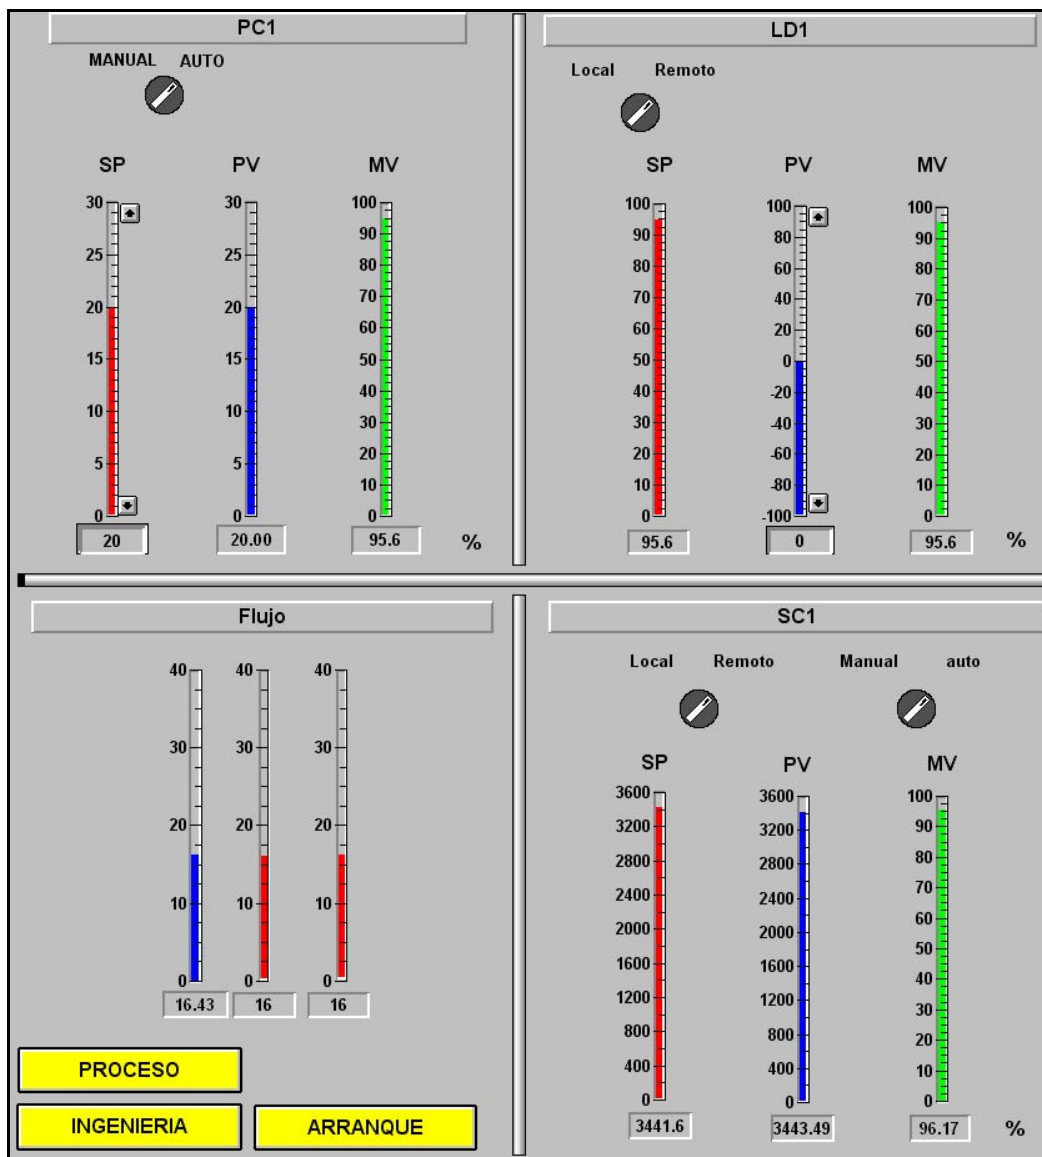 PC1
MANUAL AUTO
SP PV MV
30 30 100
90
25 25 80
70
20 20 60
15 15 50
40
10 10 30
5 5 20
10
0 0 0
20 20.00 95.6 %
LD1
Local Remoto
SP PV MV
100 100 100
90 80 90
80 60 80
70 40 70
60 20 60
50 0 50
40 -20 40
30 -40 30
20 -60 20
10 -80 10
0 -100 0
95.6 0 95.6 %
Flujo
40 40 40
30 30 30
20 20 20
10 10 10
0 0 0
16.43 16 16
PROCESO
INGENIERIA ARRANQUE
SC1
Local Remoto Manual auto
SP PV MV
3600 3600 100
90
3200 3200 80
2800 2800 70
2400 2400 60
2000 2000 50
1600 1600 40
1200 1200 30
800 800 20
400 400 10
0 0 0
3441.6 3443.49 96.17 %